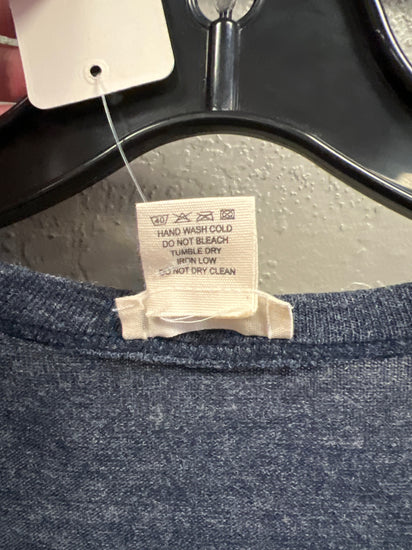 40
HAND WASH COLD
DO NOT BLEACH
TUMBLE DRY
IRON LOW
DO NOT DRY CLEAN